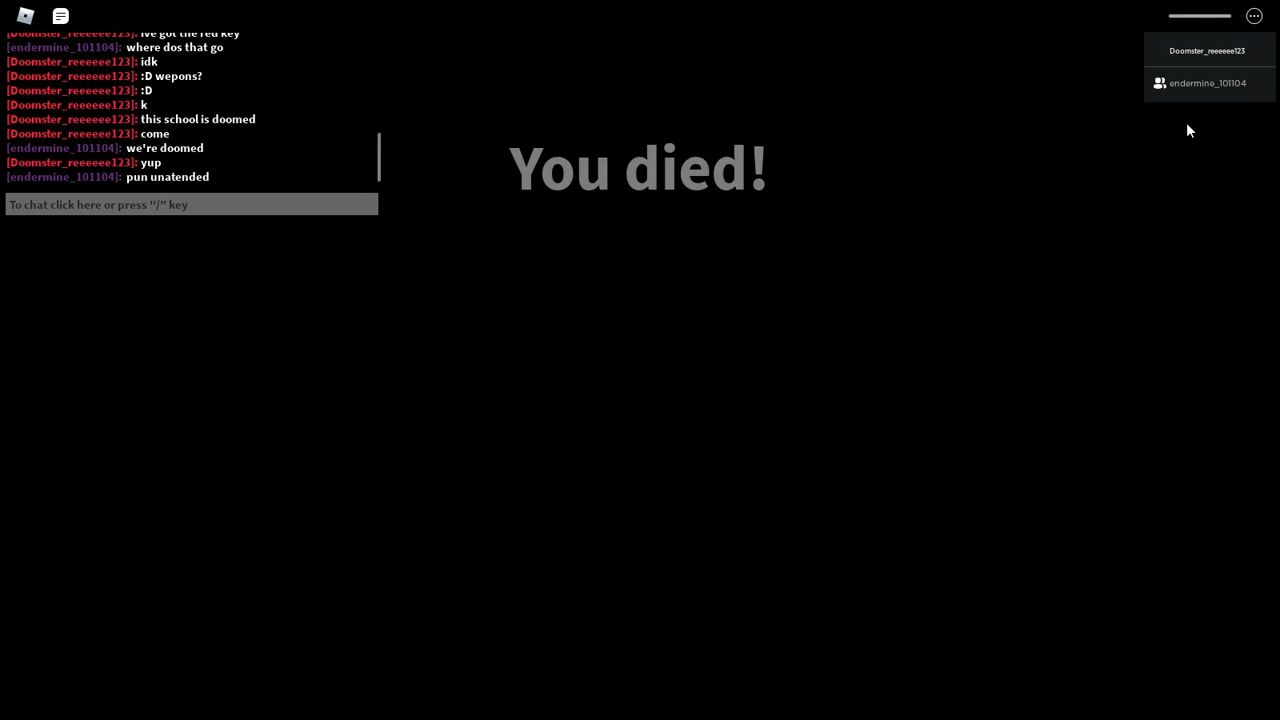 [Doomster_reeeeee123]: ive got the red key
[endermine_101104]: where dos that go
[Doomster_reeeeee123]: idk
[Doomster_reeeeee123]: :D wepons?
[Doomster_reeeeee123]: :D
[Doomster_reeeeee123]: k
[Doomster_reeeeee123]: this school is doomed
[Doomster_reeeeee123]: come
[endermine_101104]: we're doomed
[Doomster_reeeeee123]: yup
[endermine_101104]: pun unatended
To chat click here or press "/" key
You died!
Doomster_reeeeee123
endermine_101104